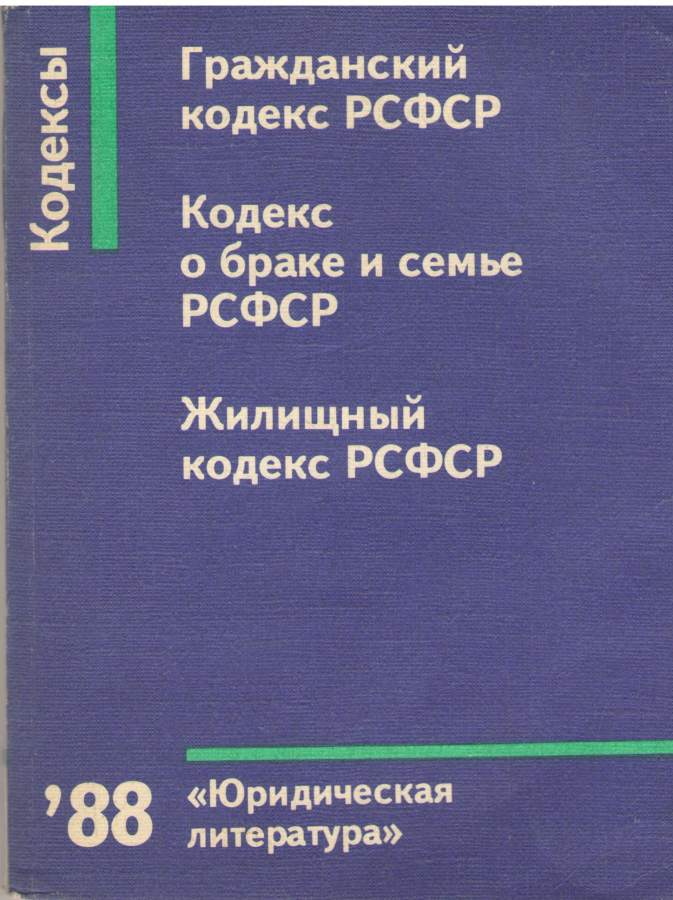 Кодексы
Гражданский
кодекс РСФСР
Кодекс
о браке и семье
РСФСР
Жилищный
кодекс РСФСР
’88
«Юридическая
литература»